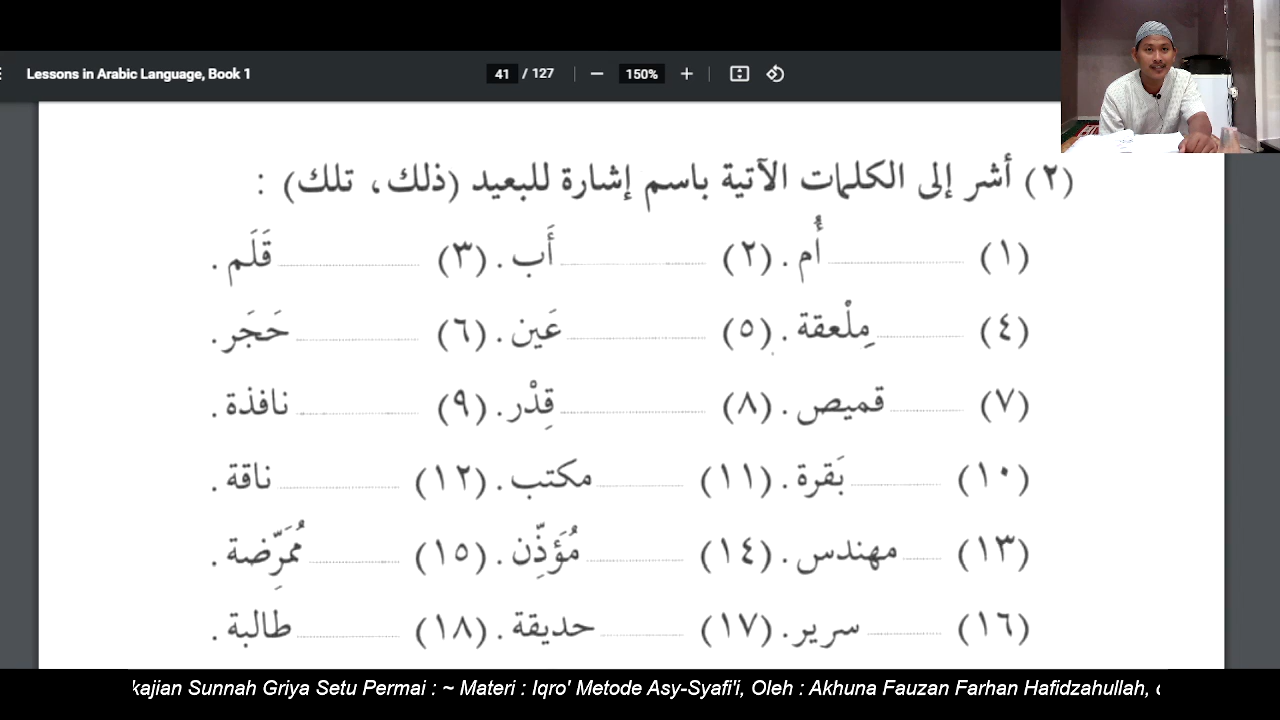 Lessons in Arabic Language, Book 1 41 / 127 150%
(٢) أشر إلى الكلمات الآتية باسم إشارة للبعيد (ذلك، تلك) :
(١) أُم . (٢) أَب . (٣) قَلَم .
(٤) مِلْعقة . (٥) عَين . (٦) حَجَر .
(٧) قميص . (٨) قِدْر . (٩) نافذة .
(١٠) بَقرة . (١١) مكتب . (١٢) ناقة .
(١٣) مهندس . (١٤) مُؤَذِّن . (١٥) مُمَرِّضة .
(١٦) سرير . (١٧) حديقة . (١٨) طالبة .
kajian Sunnah Griya Setu Permai : ~ Materi : Iqro' Metode Asy-Syafi'i, Oleh : Akhuna Fauzan Farhan Hafidzahullah,